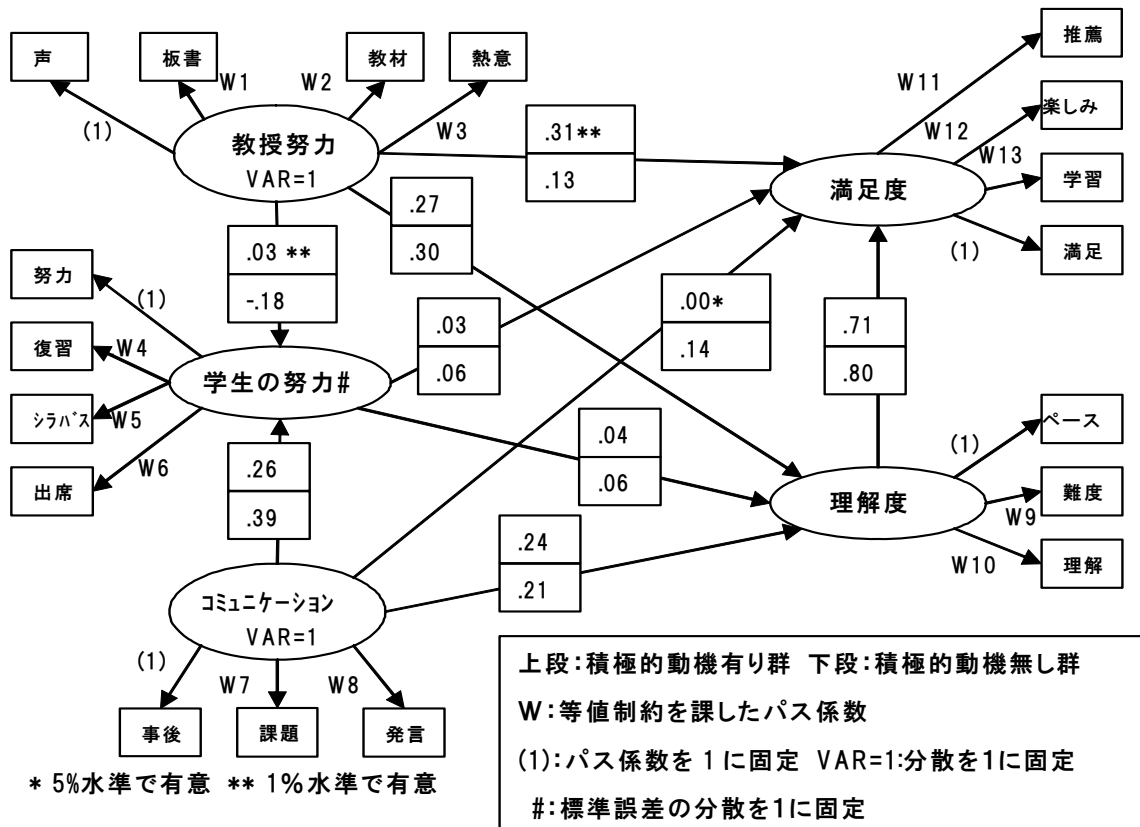 声
板書
教材
熱意
推薦
W1
W2
W3
(1)
教授努力
VAR=1
.31**
.13
W11
W12
W13
楽しみ
学習
満足度
(1)
満足
.27
.30
.03 **
-.18
努力
(1)
復習
W4
シラバス
W5
出席
W6
学生の努力#
.03
.06
.00*
.14
.71
.80
.26
.39
.04
.06
(1)
ペース
難度
W9
理解度
W10
理解
.24
.21
コミュニケーション
VAR=1
(1)
W7
W8
事後
課題
発言
* 5%水準で有意 ** 1%水準で有意
上段:積極的動機有り群 下段:積極的動機無し群
W:等値制約を課したパス係数
(1):パス係数を 1 に固定 VAR=1:分散を1に固定
#:標準誤差の分散を1に固定